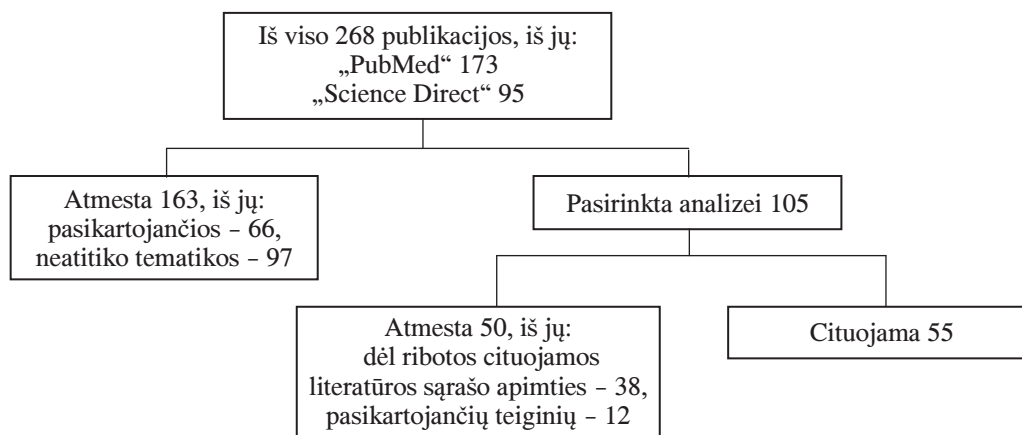 Iš viso 268 publikacijos, iš jų:
„PubMed“ 173
„Science Direct“ 95
Atmesta 163, iš jų:
pasikartojančios – 66,
neatitiko tematikos – 97
Pasirinkta analizei 105
Atmesta 50, iš jų:
dėl ribotos cituojamos
literatūros sąrašo apimties – 38,
pasikartojančių teiginių – 12
Cituojama 55